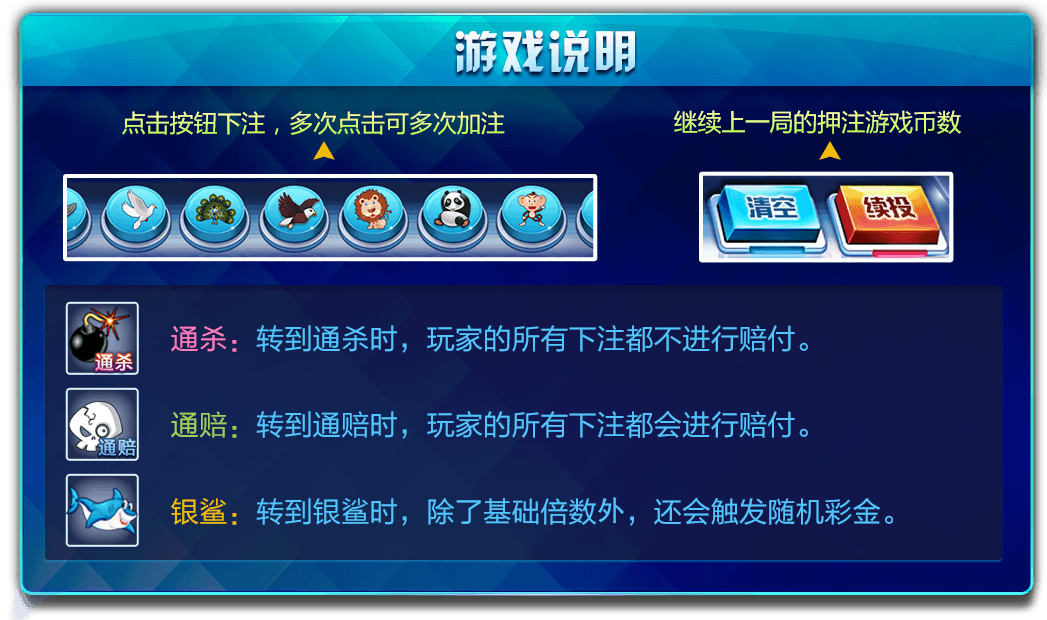 游戏说明
点击按钮下注，多次点击可多次加注
继续上一局的押注游戏币数
清空
续投
通杀
通杀：转到通杀时，玩家的所有下注都不进行赔付。
通赔
通赔：转到通赔时，玩家的所有下注都会进行赔付。
银鲨：转到银鲨时，除了基础倍数外，还会触发随机彩金。